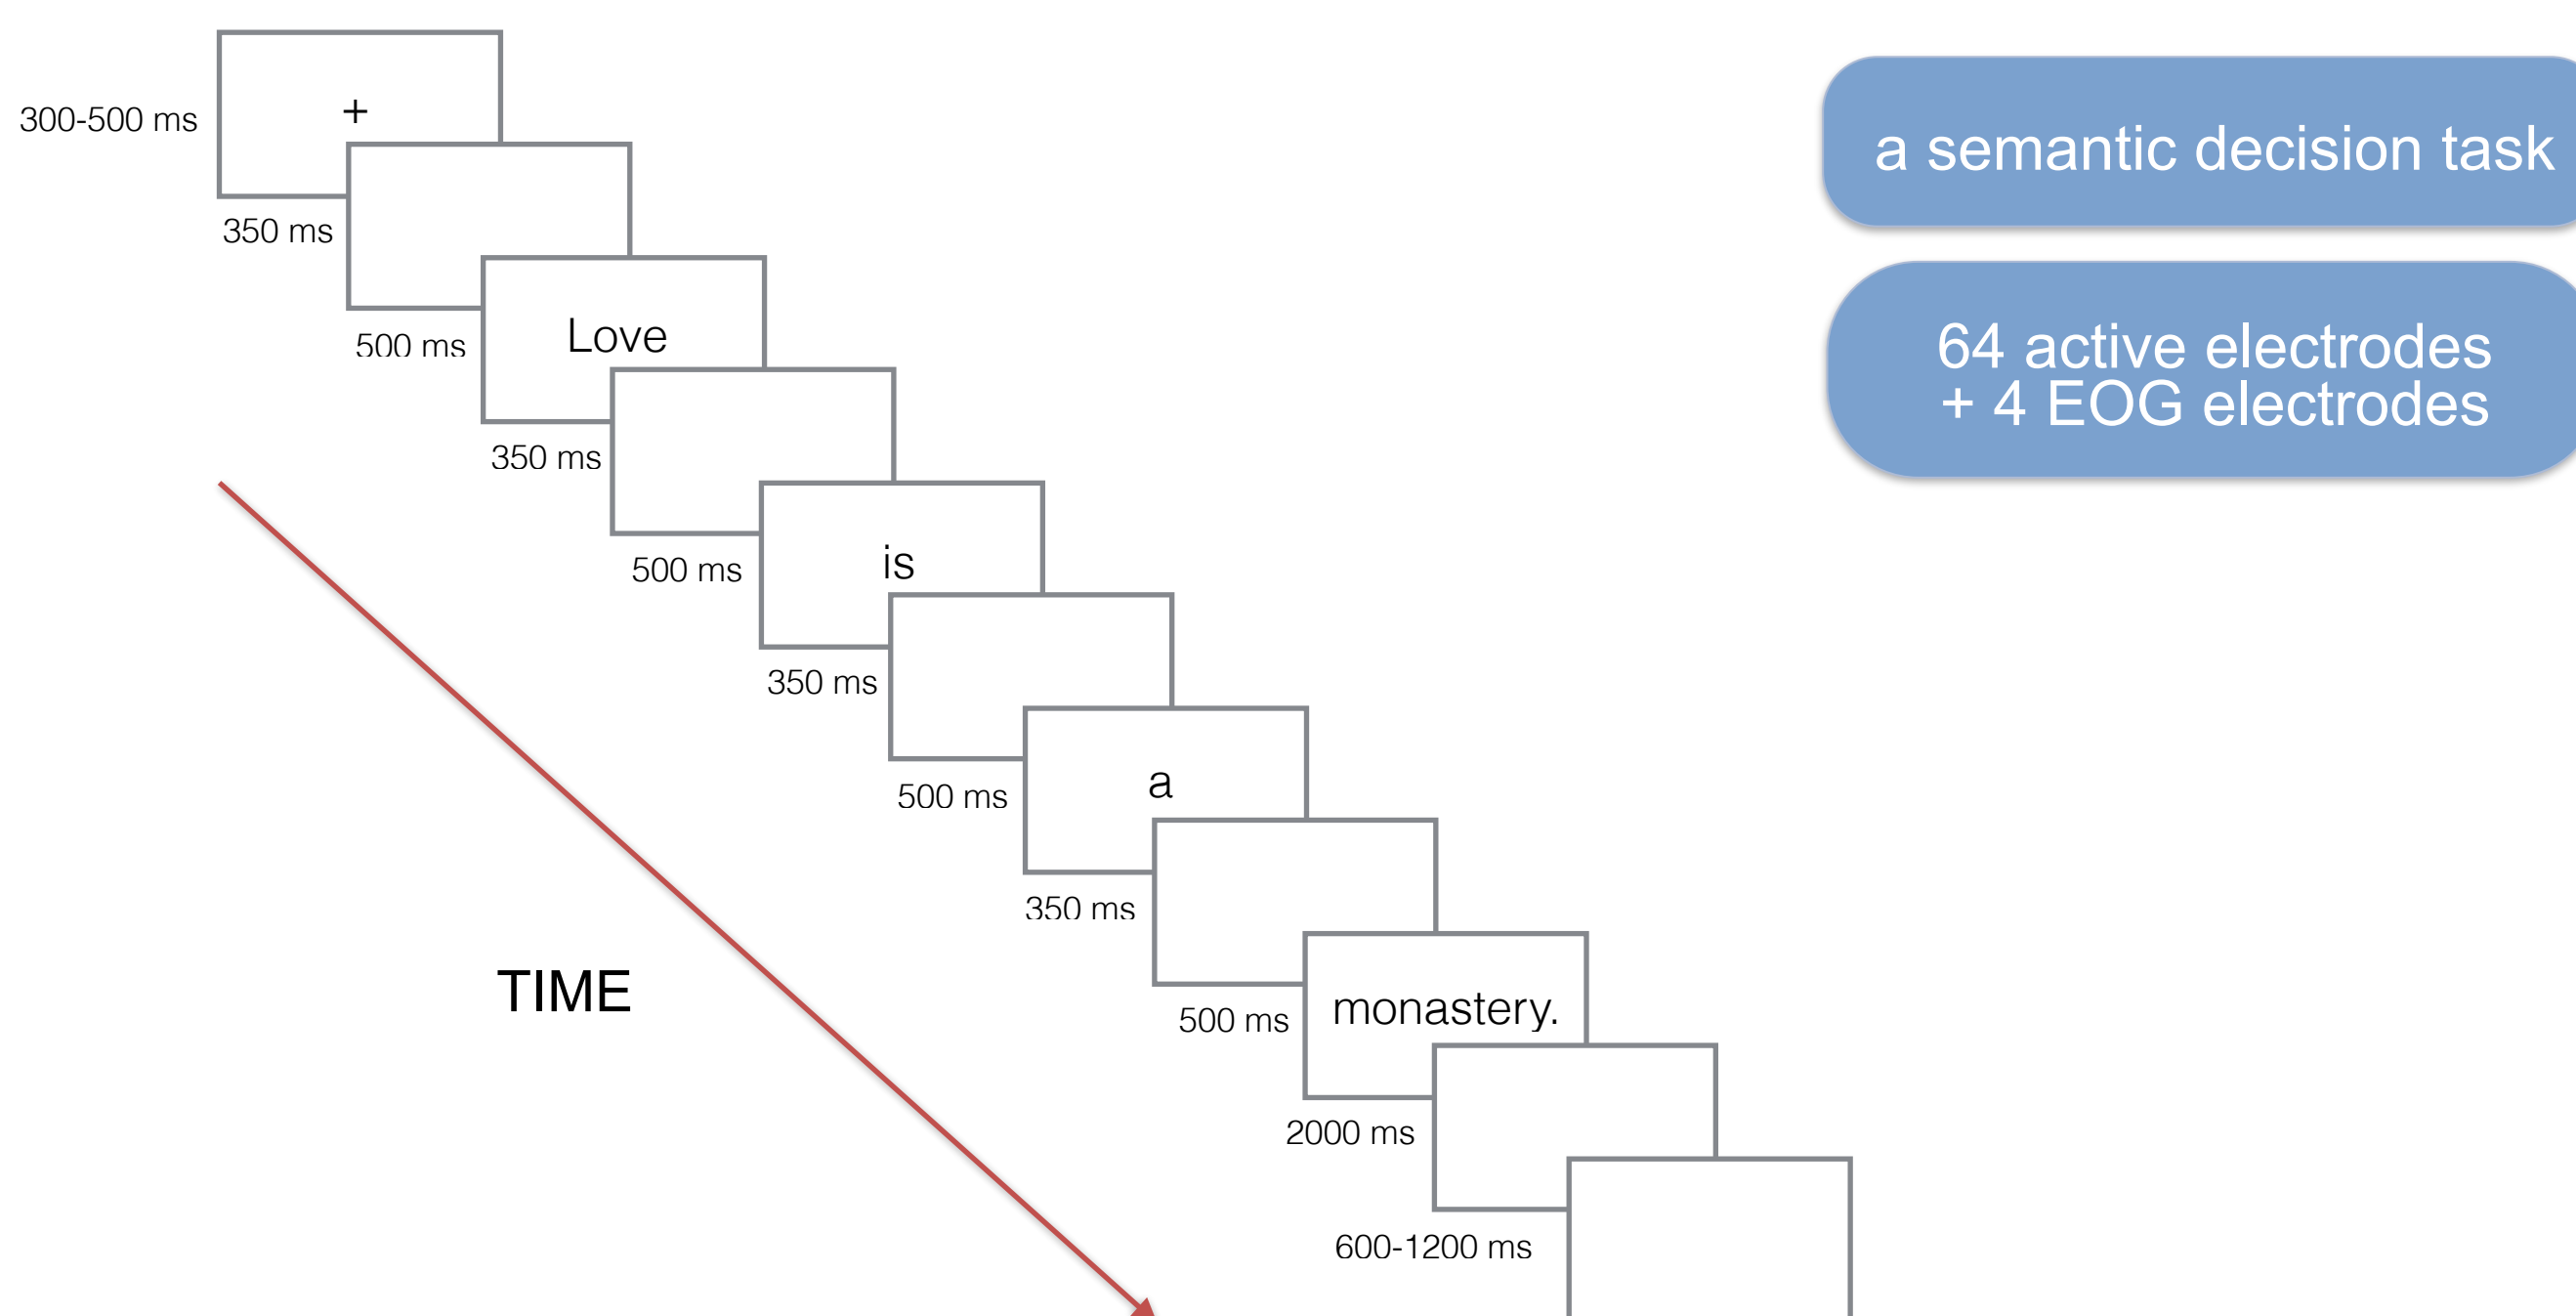 +
300-500 ms
350 ms
Love
500 ms
350 ms
is
500 ms
350 ms
a
500 ms
350 ms
monastery.
500 ms
2000 ms
600-1200 ms
TIME
a semantic decision task
64 active electrodes
+ 4 EOG electrodes